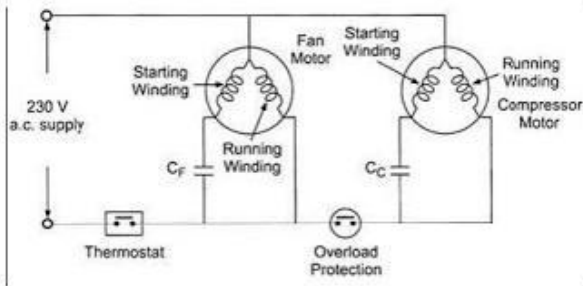 Fan
Motor
Starting
Winding
Starting
Winding
Running
Winding
Compressor
Motor
230 V
a.c. supply
Running
Winding
C_F
C_C
Thermostat
Overload
Protection